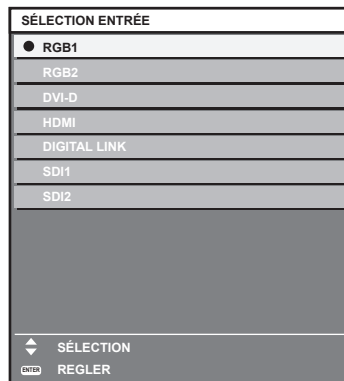 SÉLECTION ENTRÉE
RGB1
RGB2
DVI-D
HDMI
DIGITAL LINK
SDI1
SDI2
SÉLECTION
ENTER REGLER